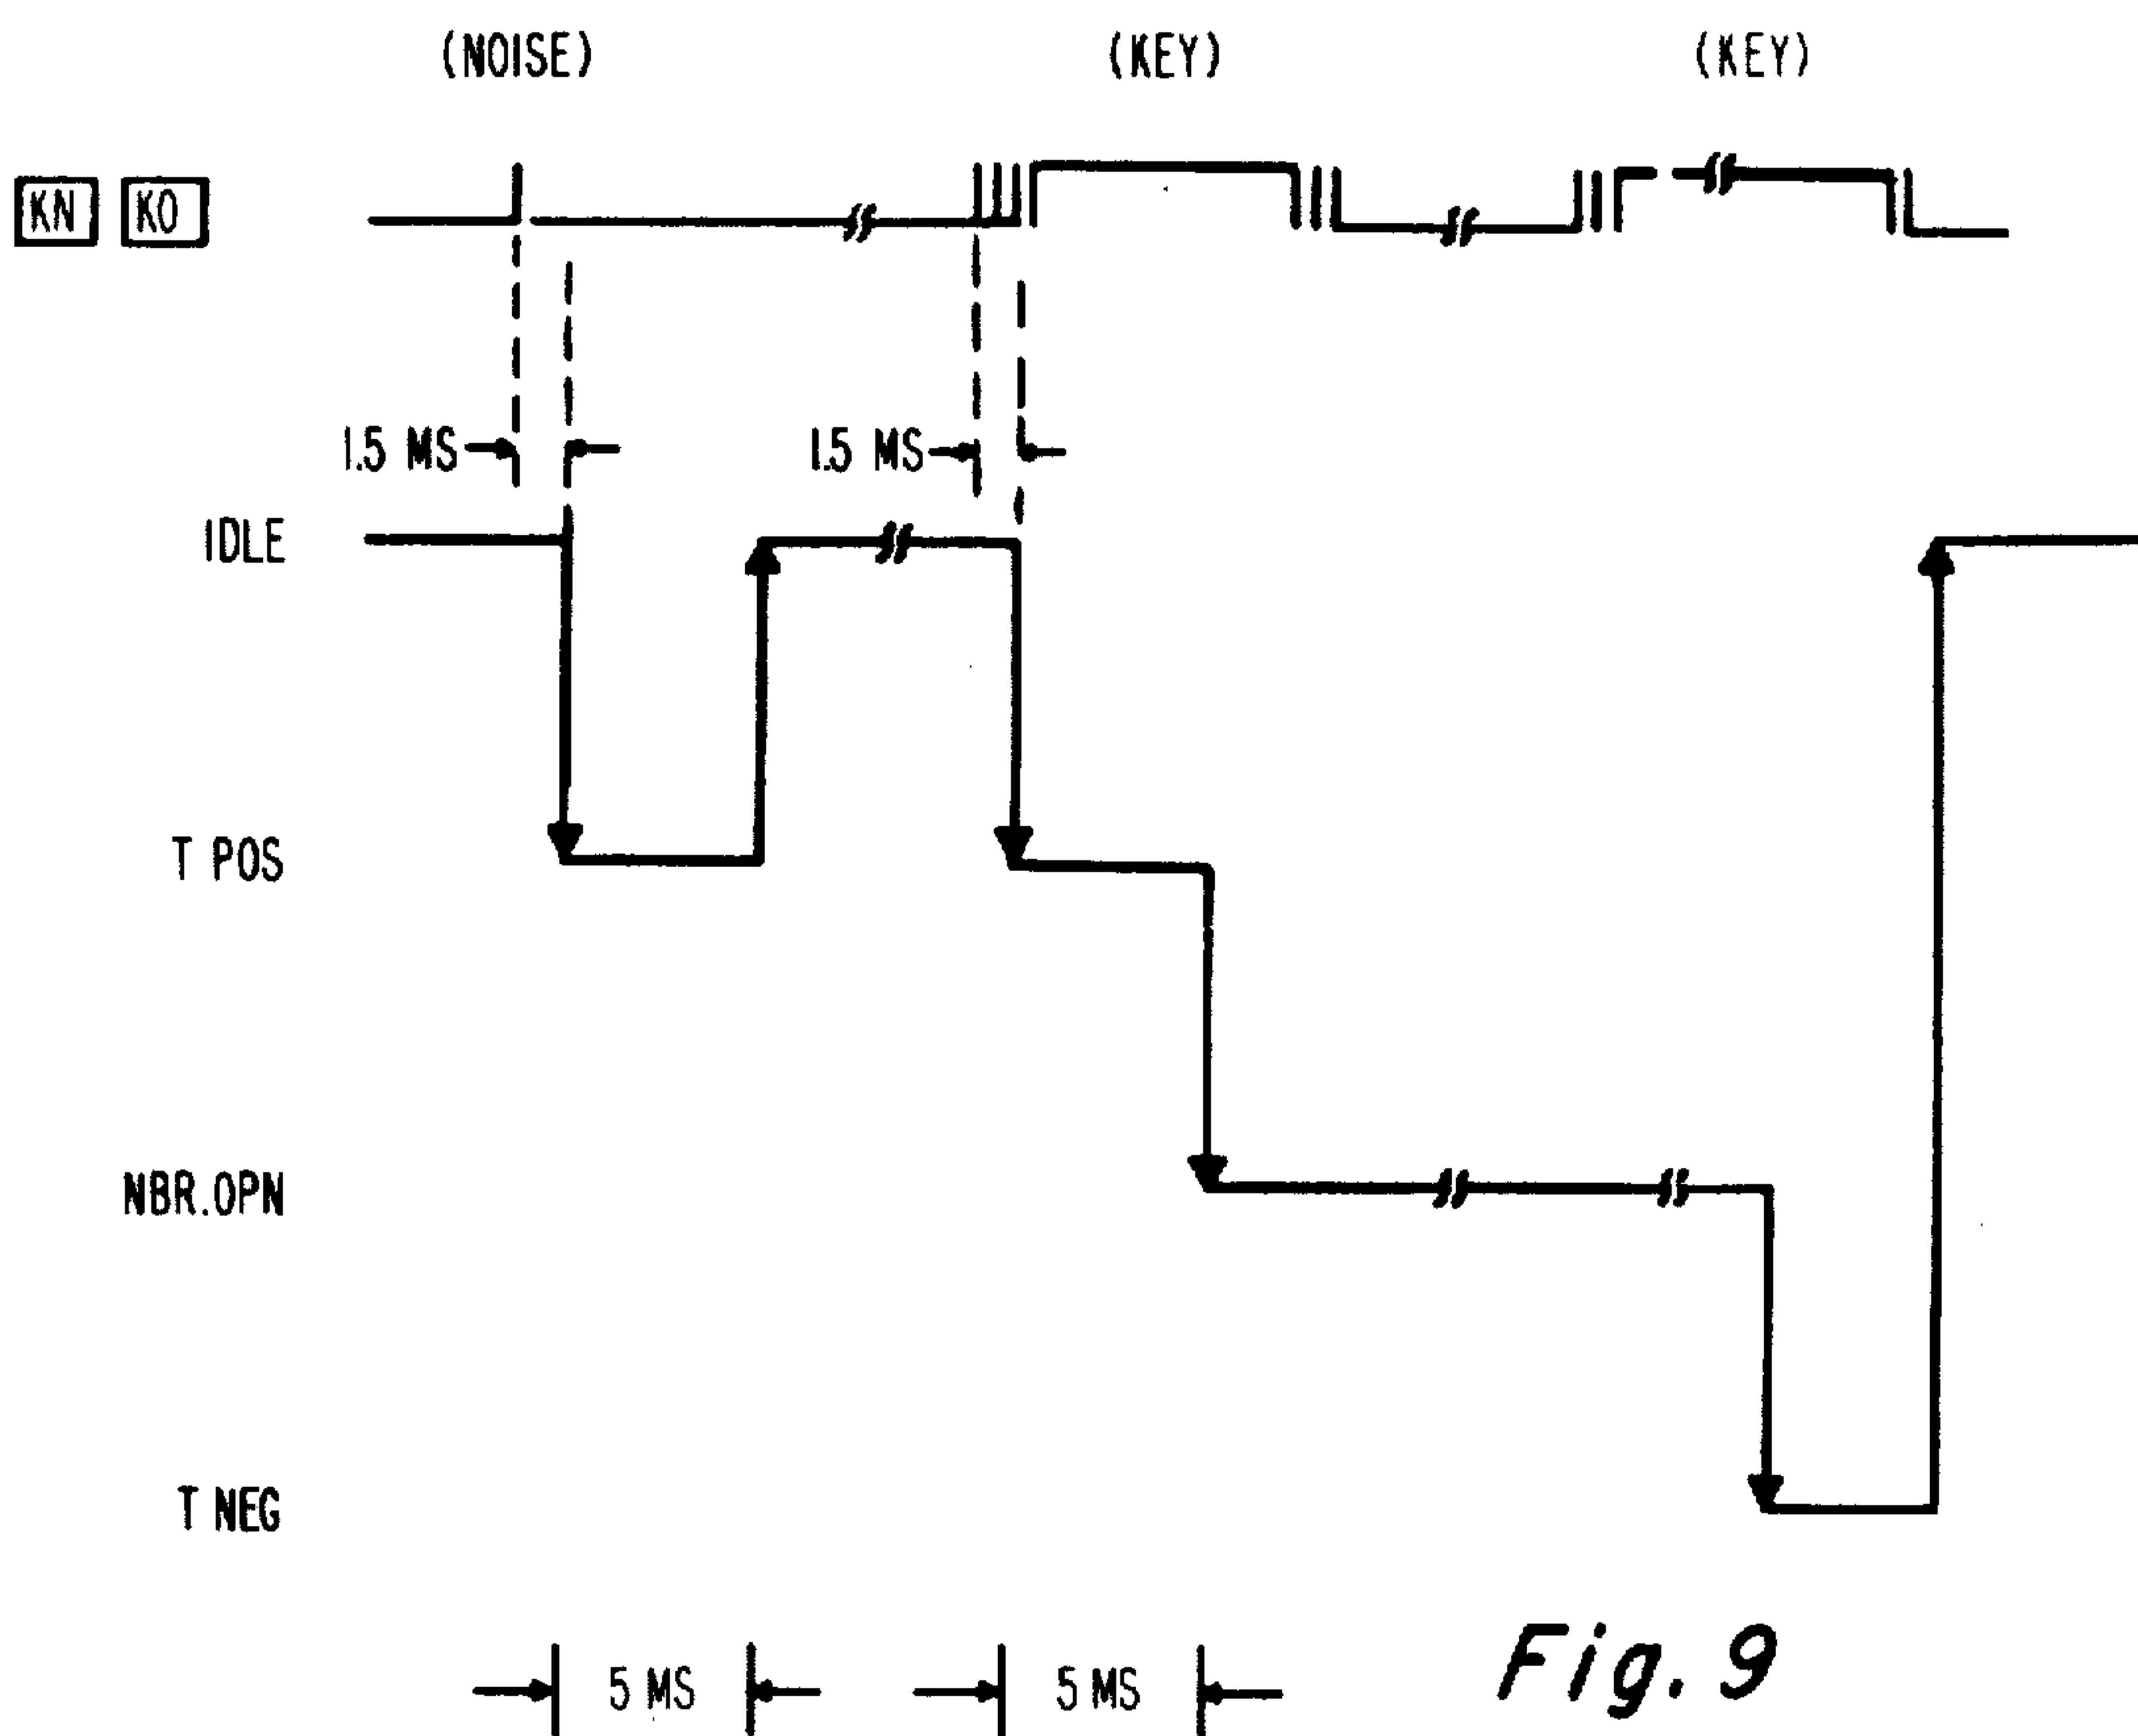 (NOISE) (KEY) (KEY)
KN KO
1.5 MS 1.5 MS
IDLE
T POS
NBR.OPN
T NEG
5 MS 5 MS
Fig. 9